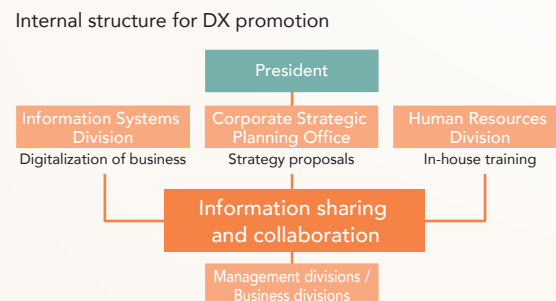 Internal structure for DX promotion
President
Information Systems
Division
Digitalization of business
Corporate Strategic
Planning Office
Strategy proposals
Human Resources
Division
In-house training
Information sharing
and collaboration
Management divisions /
Business divisions